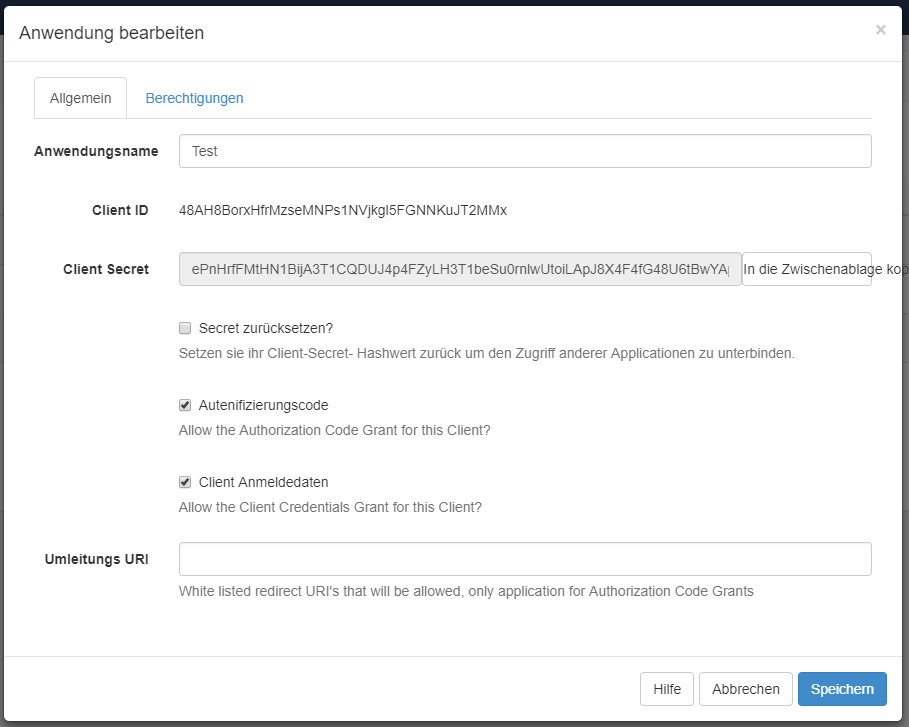 Anwendung bearbeiten
×
Allgemein Berechtigungen
Anwendungsname Test
Client ID 48AH8BorxHfrMzseMNPs1NVjkgl5FGNNKuJT2MMx
Client Secret ePnHrfFMtHN1BijA3T1CQDUJ4p4FZyLH3T1beSu0rnlwUtoiLApJ8X4F4fG48U6tBwYA In die Zwischenablage
Secret zurücksetzen?
Setzen sie ihr Client-Secret- Hashwert zurück um den Zugriff anderer Applicationen zu unterbinden.
Autenifizierungscode
Allow the Authorization Code Grant for this Client?
Client Anmeldedaten
Allow the Client Credentials Grant for this Client?
Umleitungs URI
White listed redirect URI's that will be allowed, only application for Authorization Code Grants
Hilfe Abbrechen Speichern